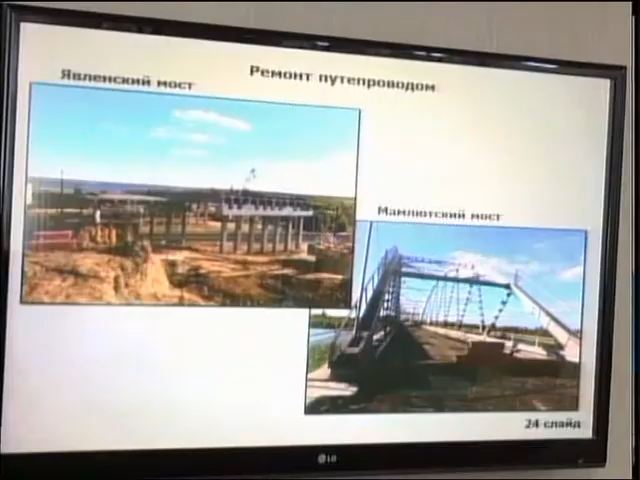 Ремонт путепроводом
Явленский мост
Мамлютский мост
24 слайд
LG